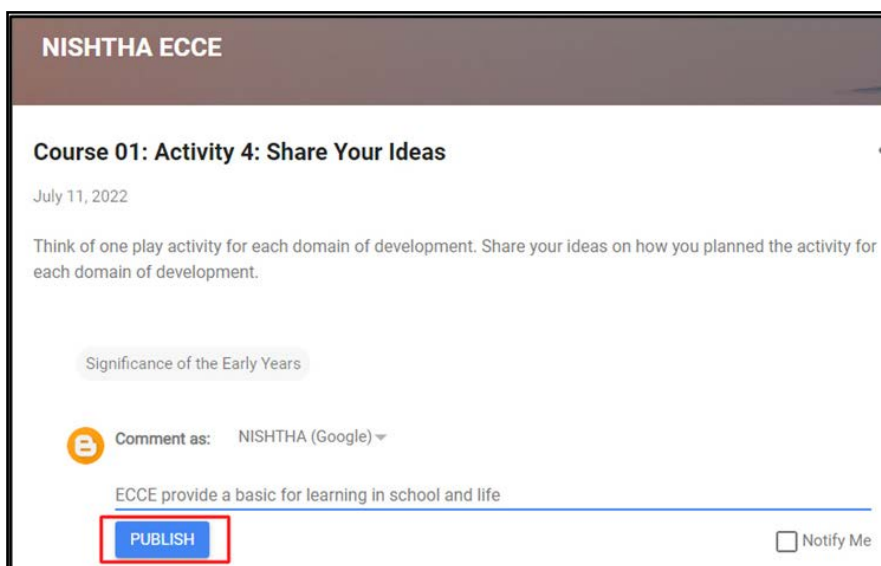 NISHTHA ECCE
Course 01: Activity 4: Share Your Ideas
July 11, 2022
Think of one play activity for each domain of development. Share your ideas on how you planned the activity for
each domain of development.
Significance of the Early Years
Comment as: NISHTHA (Google)
ECCE provide a basic for learning in school and life
PUBLISH
Notify Me